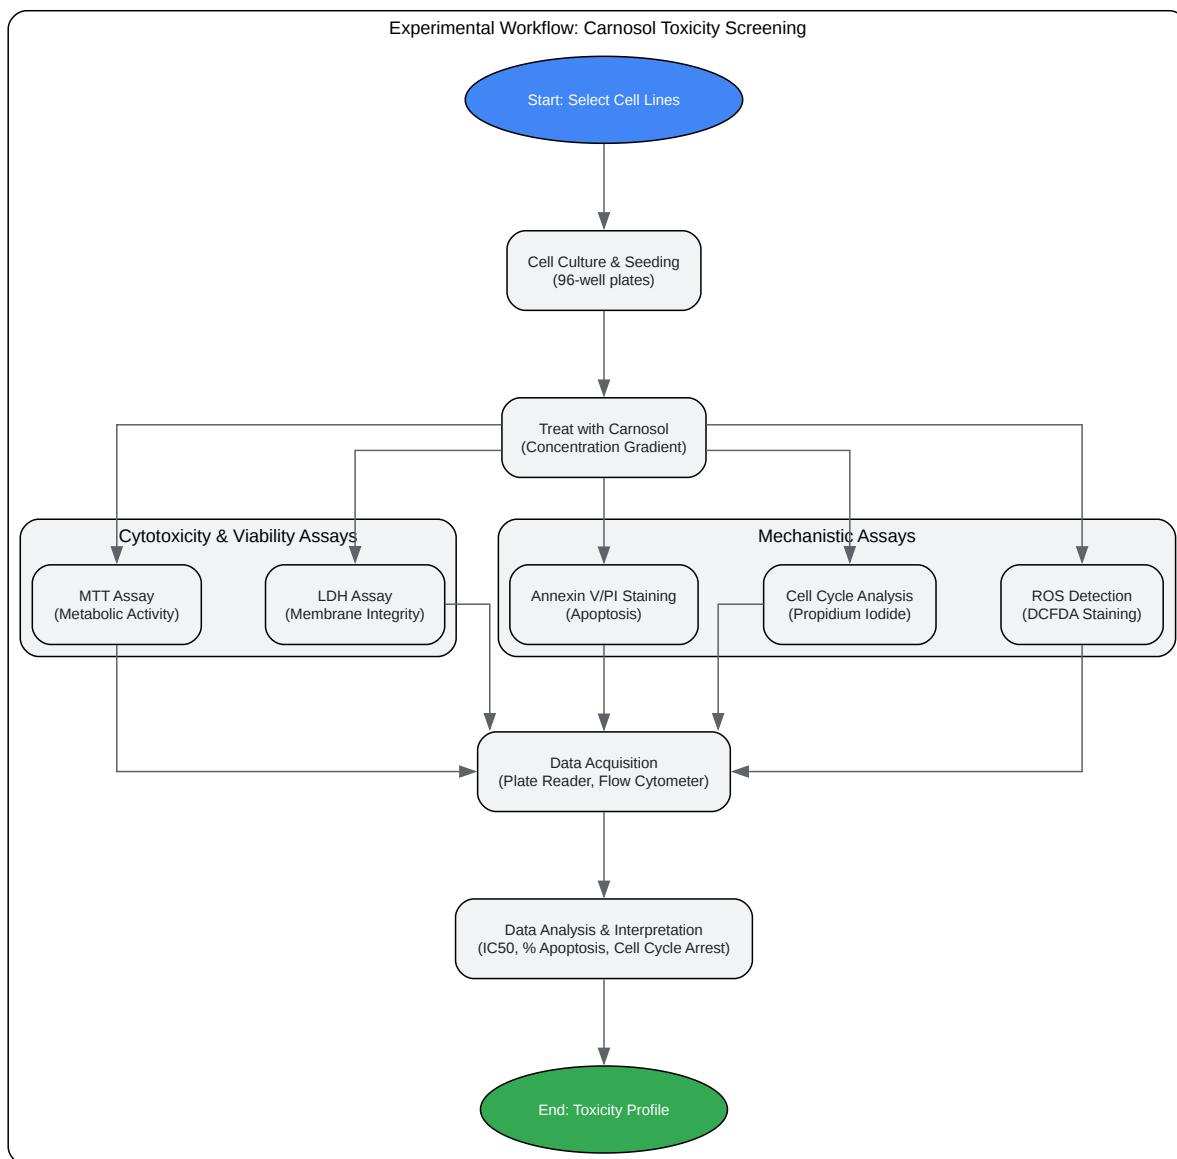 Experimental Workflow: Carnosol Toxicity Screening
Start: Select Cell Lines
Cell Culture & Seeding
(96-well plates)
Treat with Carnosol
(Concentration Gradient)
Cytotoxicity & Viability Assays
Mechanistic Assays
MTT Assay
(Metabolic Activity)
LDH Assay
(Membrane Integrity)
Annexin V/PI Staining
(Apoptosis)
Cell Cycle Analysis
(Propidium Iodide)
ROS Detection
(DCFDA Staining)
Data Acquisition
(Plate Reader, Flow Cytometer)
Data Analysis & Interpretation
(IC50, % Apoptosis, Cell Cycle Arrest)
End: Toxicity Profile